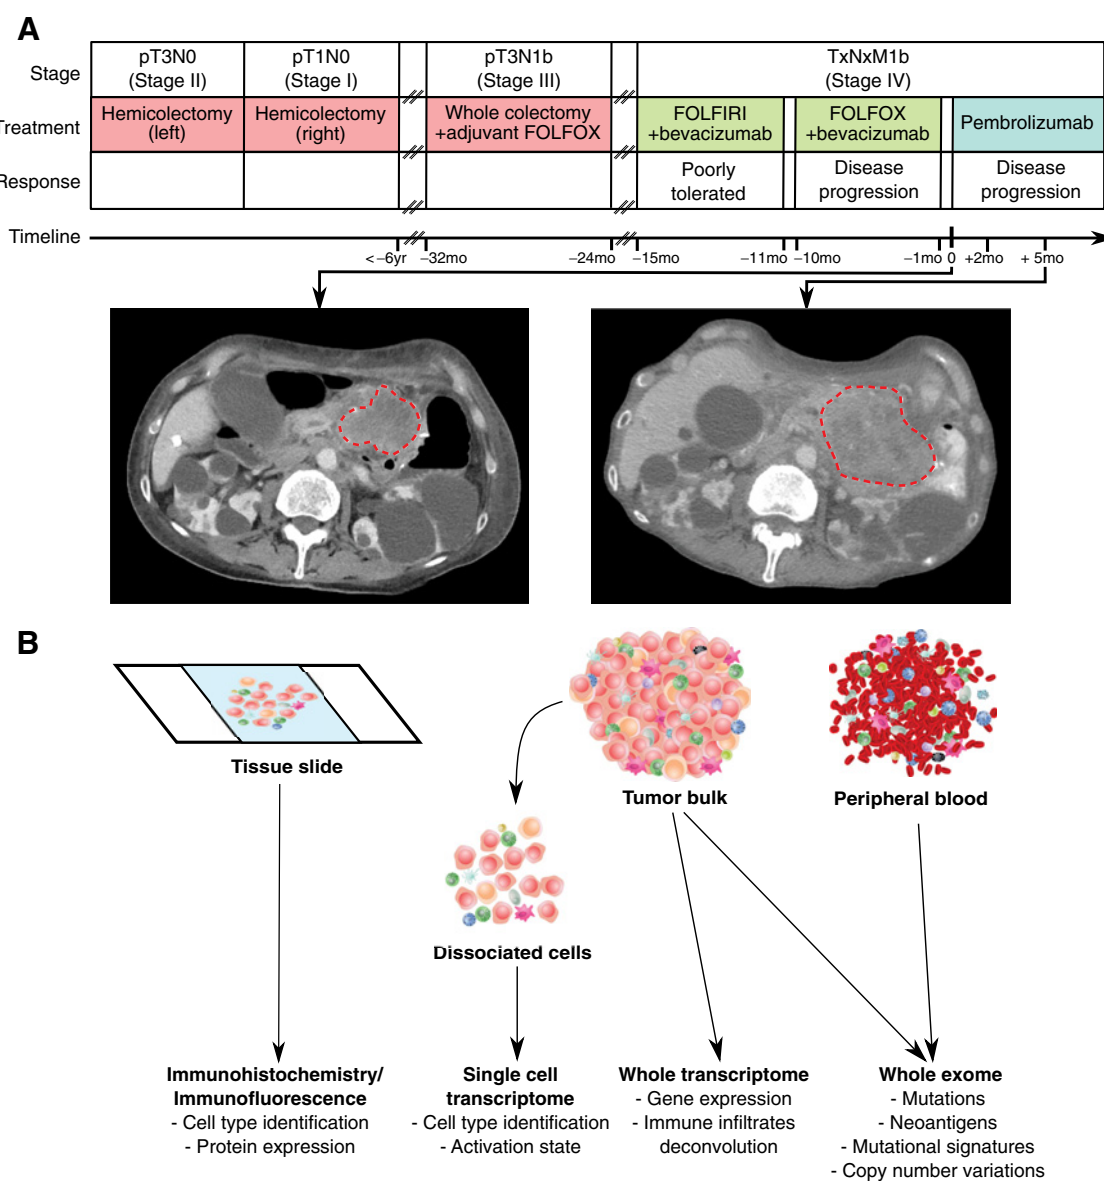 A
Stage
pT3N0
(Stage II)
pT1N0
(Stage I)
pT3N1b
(Stage III)
TxNxM1b
(Stage IV)
Treatment
Hemicolectomy
(left)
Hemicolectomy
(right)
Whole colectomy
+adjuvant FOLFOX
FOLFIRI
+bevacizumab
FOLFOX
+bevacizumab
Pembrolizumab
Response
Poorly
tolerated
Disease
progression
Disease
progression
Timeline
< −6yr
−32mo
−24mo
−15mo
−11mo
−10mo
−1mo
0
+2mo
+ 5mo
B
Tissue slide
Tumor bulk
Peripheral blood
Dissociated cells
Immunohistochemistry/
Immunofluorescence
- Cell type identification
- Protein expression
Single cell
transcriptome
- Cell type identification
- Activation state
Whole transcriptome
- Gene expression
- Immune infiltrates
deconvolution
Whole exome
- Mutations
- Neoantigens
- Mutational signatures
- Copy number variations